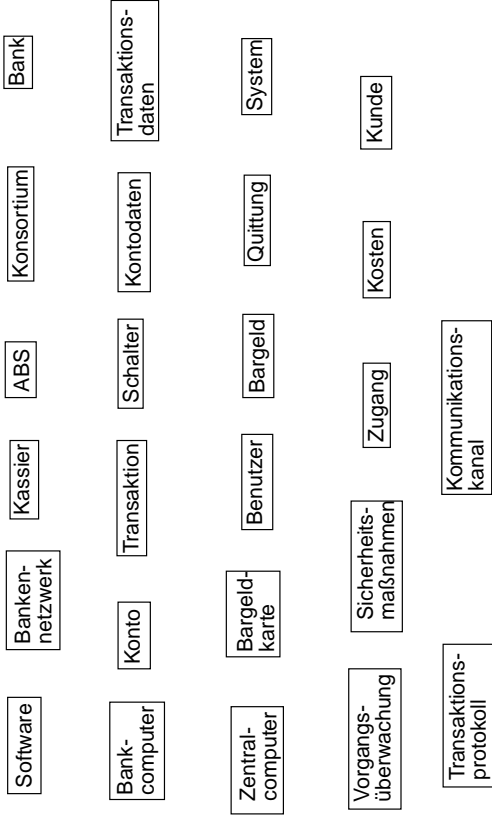 Software
Banken-
netzwerk
Kassier
ABS
Konsortium
Bank
Bank-
computer
Konto
Transaktion
Schalter
Kontodaten
Transaktions-
daten
Zentral-
computer
Bargeld-
karte
Benutzer
Bargeld
Quittung
System
Vorgangs-
überwachung
Sicherheits-
maßnahmen
Zugang
Kosten
Kunde
Transaktions-
protokoll
Kommunikations-
kanal